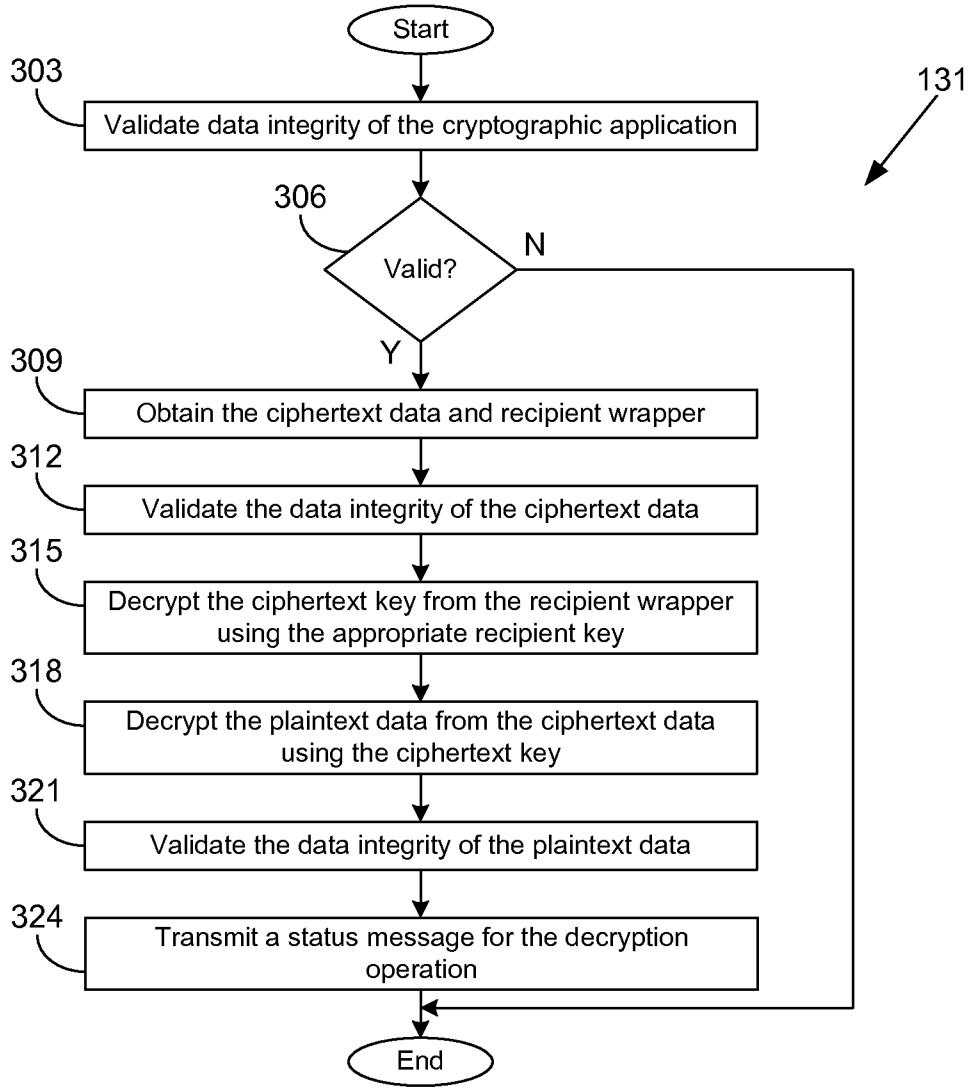 Start
303
131
Validate data integrity of the cryptographic application
306
N
Valid?
Y
309
Obtain the ciphertext data and recipient wrapper
312
Validate the data integrity of the ciphertext data
315
Decrypt the ciphertext key from the recipient wrapper
using the appropriate recipient key
318
Decrypt the plaintext data from the ciphertext data
using the ciphertext key
321
Validate the data integrity of the plaintext data
324
Transmit a status message for the decryption
operation
End